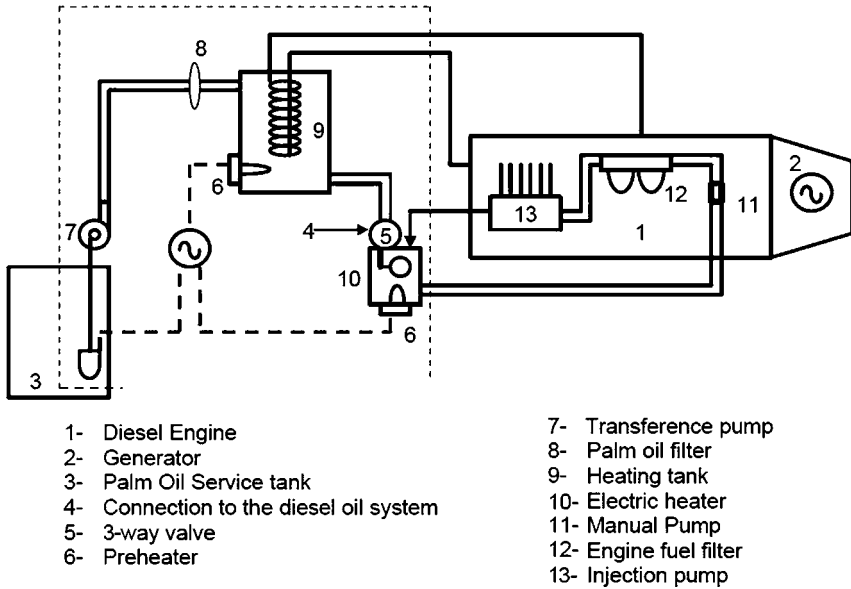 8
9
6
7
4
5
10
6
3
13
12
11
1
2
1- Diesel Engine
2- Generator
3- Palm Oil Service tank
4- Connection to the diesel oil system
5- 3-way valve
6- Preheater
7- Transference pump
8- Palm oil filter
9- Heating tank
10- Electric heater
11- Manual Pump
12- Engine fuel filter
13- Injection pump